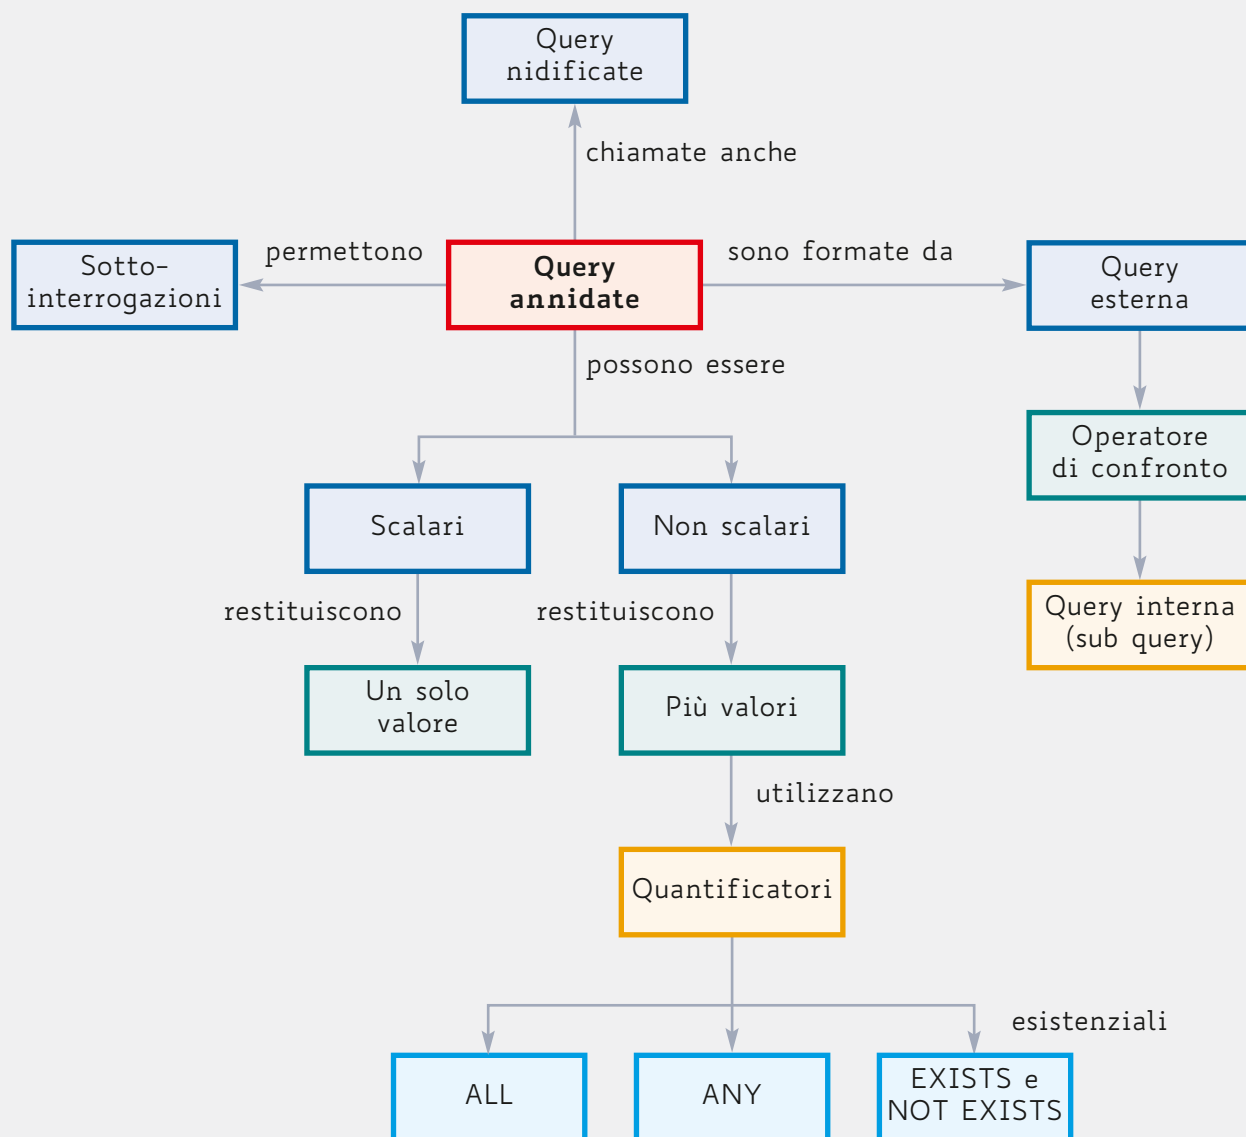 Query
nidificate
chiamate anche
permettono
sono formate da
Sotto-
interrogazioni
Query
annidate
Query
esterna
possono essere
Operatore
di confronto
Scalari
Non scalari
restituiscono
restituiscono
Query interna
(sub query)
Un solo
valore
Più valori
utilizzano
Quantificatori
esistenziali
ALL
ANY
EXISTS e
NOT EXISTS